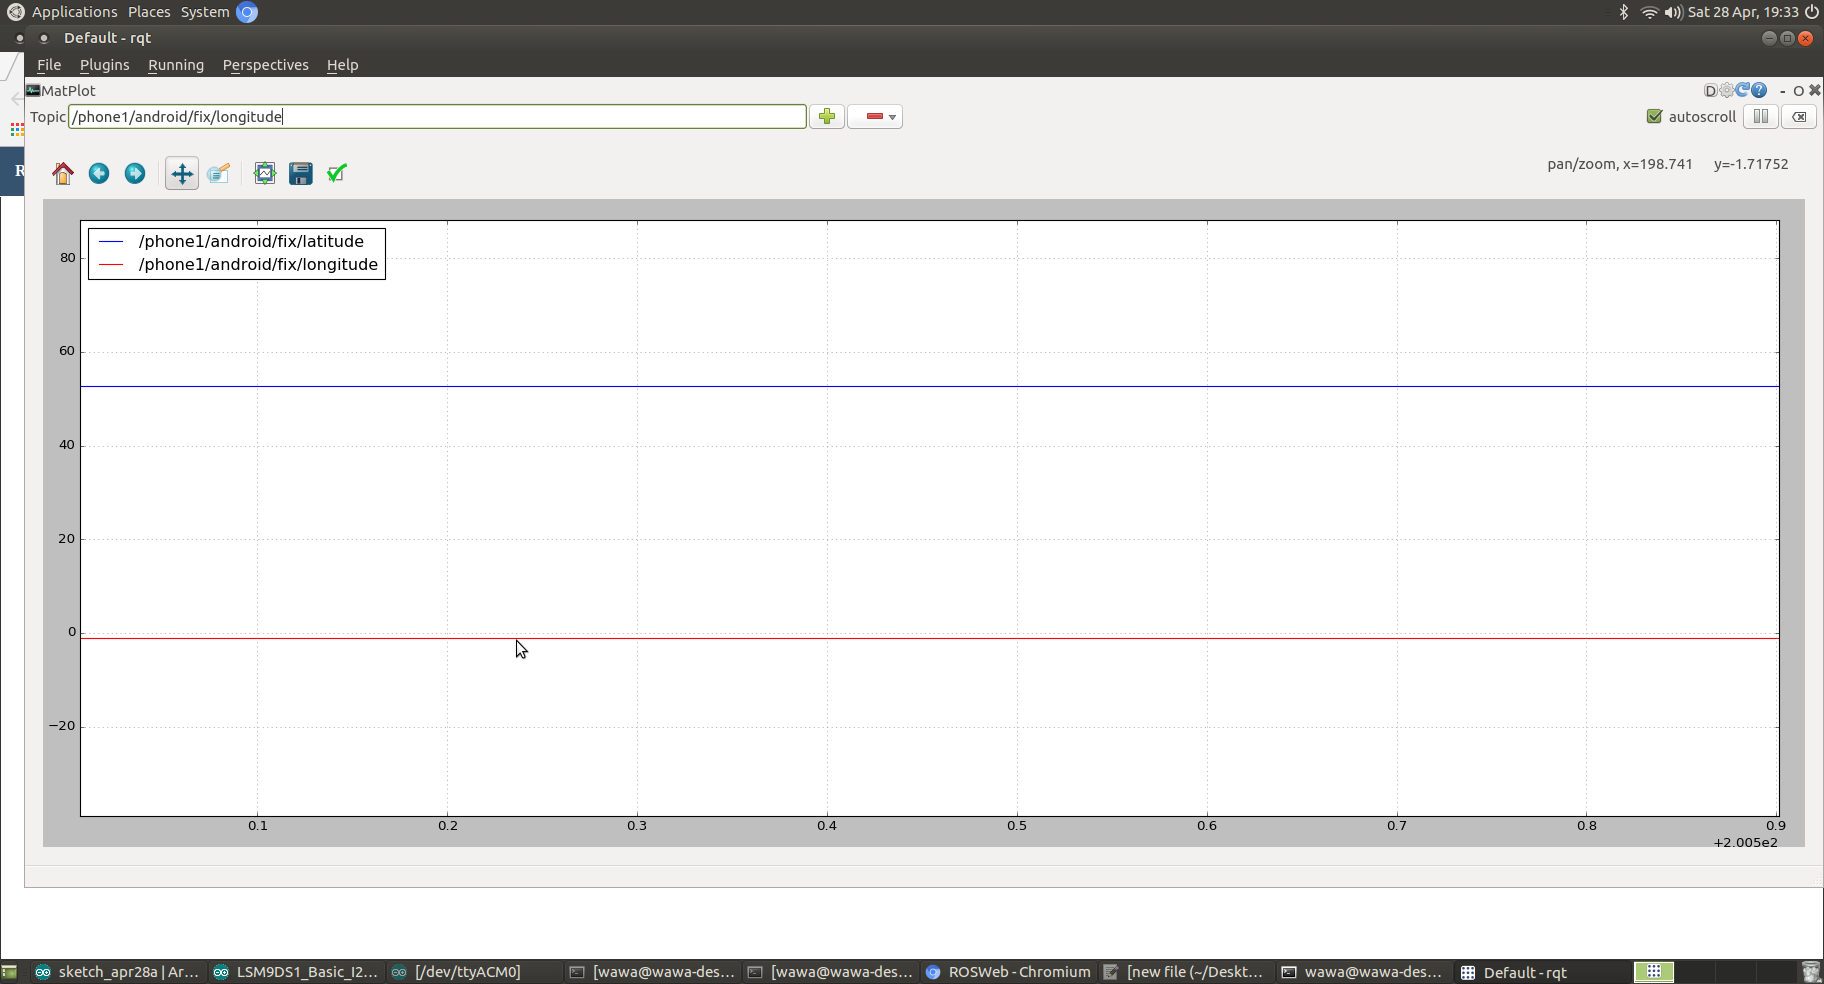 Applications Places System Sat 28 Apr, 19:33
Default - rqt
File Plugins Running Perspectives Help
MatPlot D - O
Topic /phone1/android/fix/longitude autoscroll
R
pan/zoom, x=198.741 y=-1.71752
/phone1/android/fix/latitude
/phone1/android/fix/longitude
80
60
40
20
0
−20
0.1 0.2 0.3 0.4 0.5 0.6 0.7 0.8 0.9
+2.005e2
sketch_apr28a | Ar... LSM9DS1_Basic_I2... [/dev/ttyACM0] [wawa@wawa-des... [wawa@wawa-des... ROSWeb - Chromium [new file (~/Deskt... wawa@wawa-des... Default - rqt